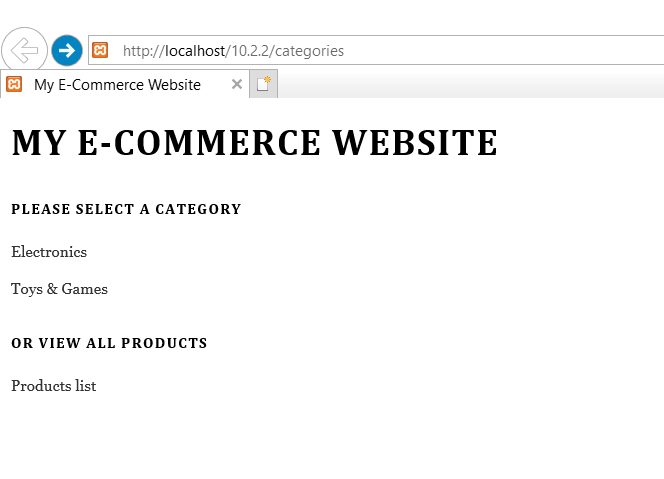 http://localhost/10.2.2/categories
My E-Commerce Website
MY E-COMMERCE WEBSITE
PLEASE SELECT A CATEGORY
Electronics
Toys & Games
OR VIEW ALL PRODUCTS
Products list